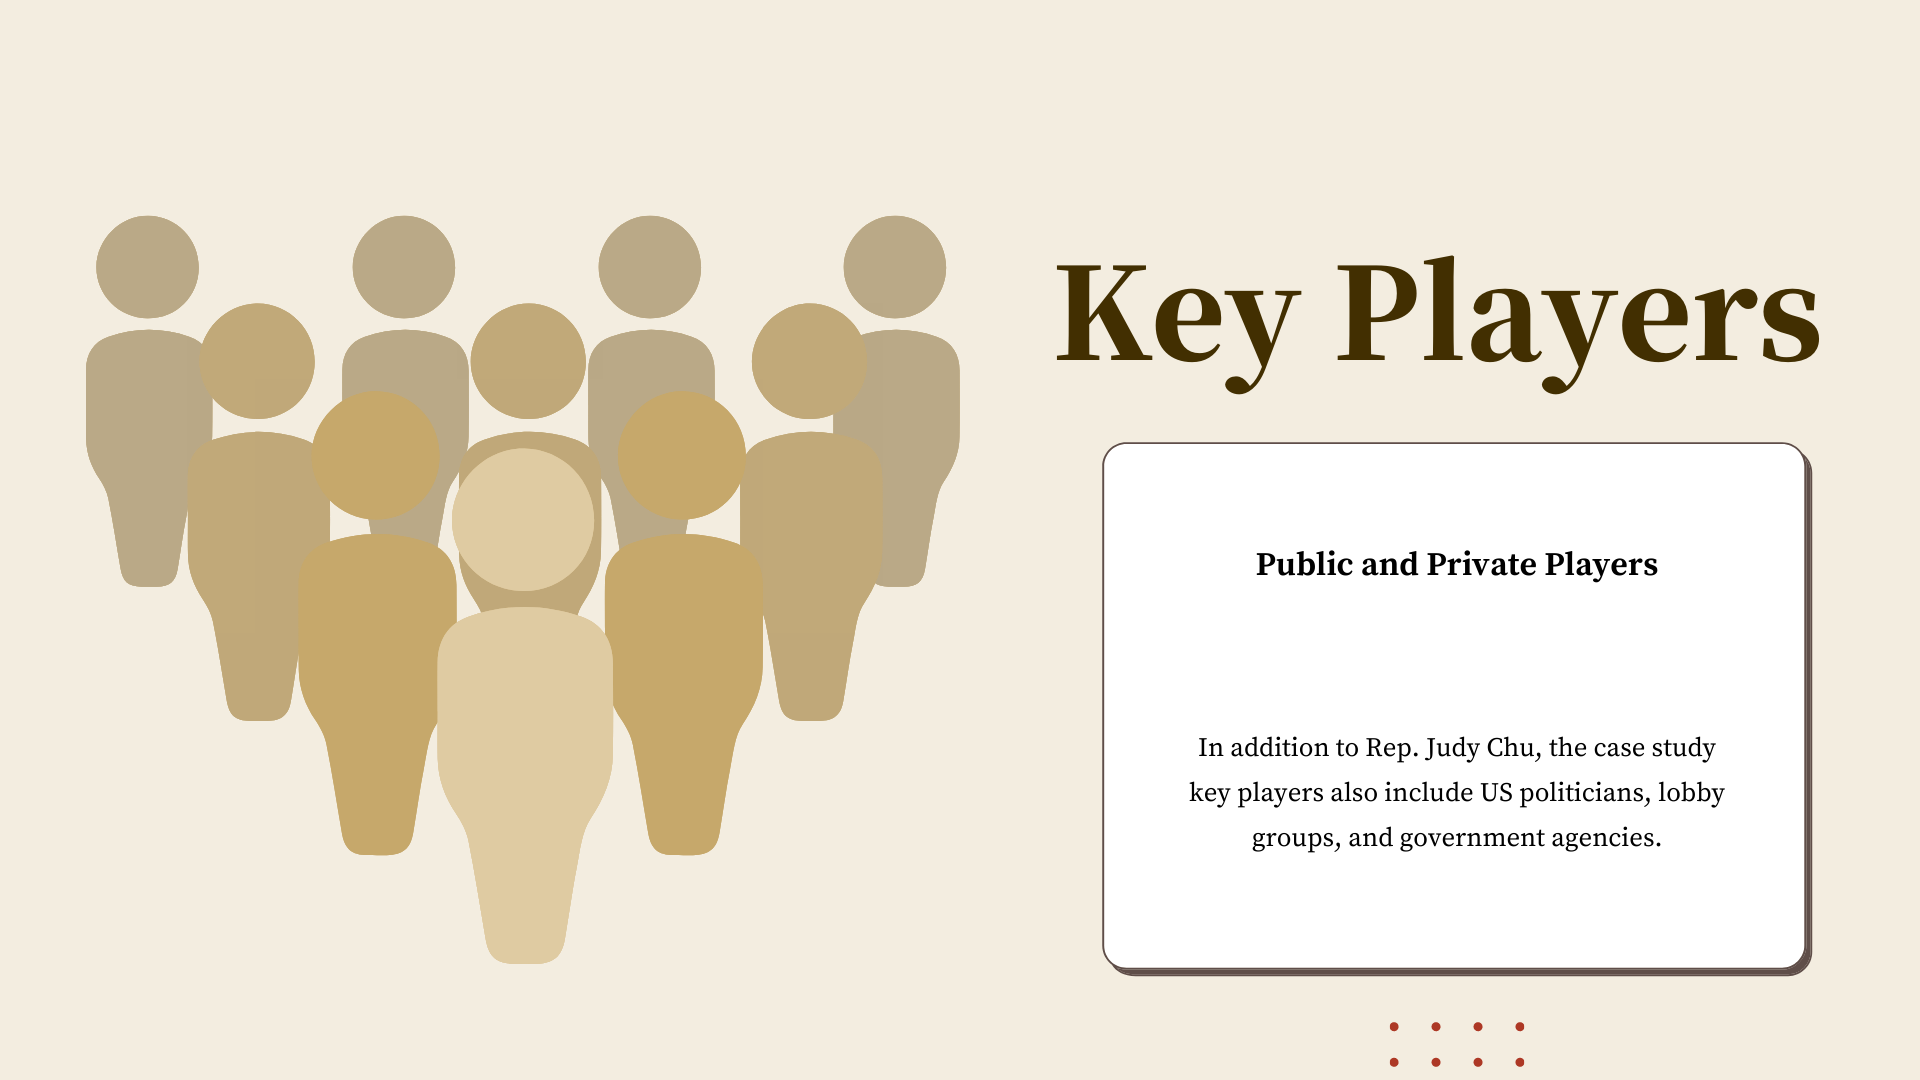 Key Players
Public and Private Players
In addition to Rep. Judy Chu, the case study
key players also include US politicians, lobby
groups, and government agencies.